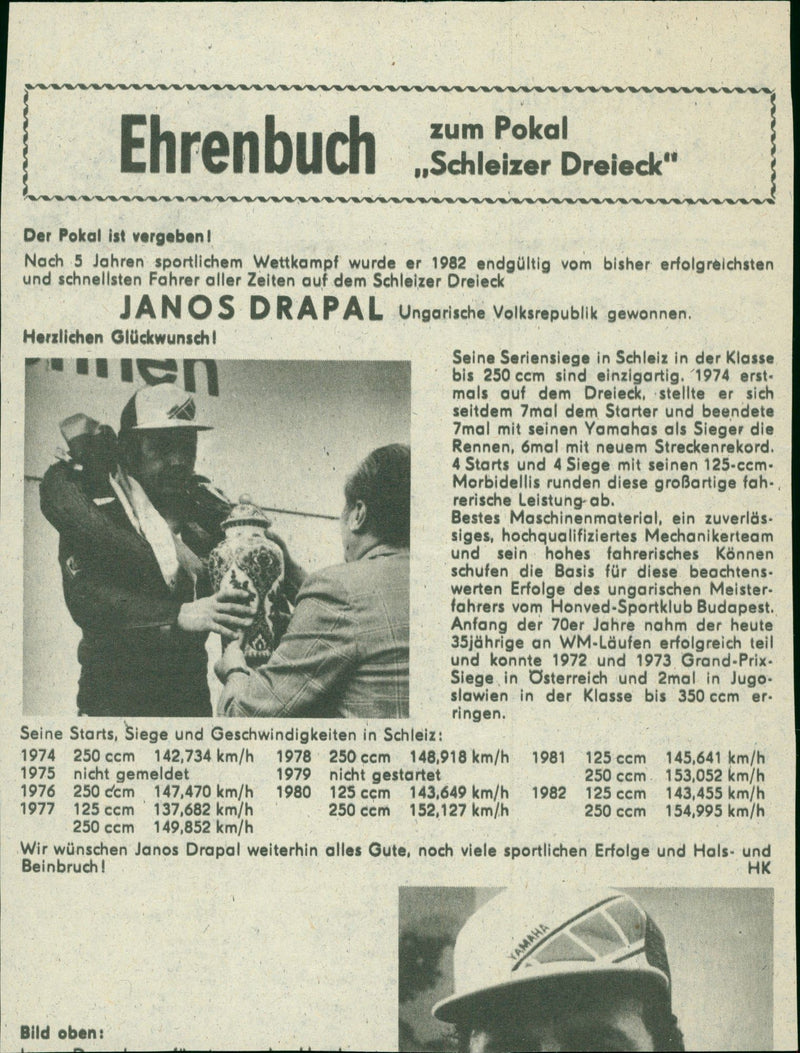 Ehrenbuch zum Pokal
„Schleizer Dreieck"
Der Pokal ist vergeben!
Nach 5 Jahren sportlichem Wettkampf wurde er 1982 endgültig vom bisher erfolgreichsten
und schnellsten Fahrer aller Zeiten auf dem Schleizer Dreieck
JANOS DRAPAL Ungarische Volksrepublik gewonnen.
Herzlichen Glückwunsch!
Seine Seriensiege in Schleiz in der Klasse
bis 250 ccm sind einzigartig. 1974 erst-
mals auf dem Dreieck, stellte er sich
seitdem 7mal dem Starter und beendete
7mal mit seinen Yamahas als Sieger die
Rennen, 6mal mit neuem Streckenrekord.
4 Starts und 4 Siege mit seinen 125-ccm-
Morbidellis runden diese großartige fah-
rerische Leistung ab.
Bestes Maschinenmaterial, ein zuverläs-
siges, hochqualifiziertes Mechanikerteam
und sein hohes fahrerisches Können
schufen die Basis für diese beachtens-
werten Erfolge des ungarischen Meister-
fahrers vom Honved-Sportklub Budapest.
Anfang der 70er Jahre nahm der heute
35jährige an WM-Läufen erfolgreich teil
und konnte 1972 und 1973 Grand-Prix-
Siege in Österreich und 2mal in Jugo-
slawien in der Klasse bis 350 ccm er-
ringen.
Seine Starts, Siege und Geschwindigkeiten in Schleiz:
1974 250 ccm 142,734 km/h 1978 250 ccm 148,918 km/h 1981 125 ccm 145,641 km/h
1975 nicht gemeldet 1979 nicht gestartet 250 ccm 153,052 km/h
1976 250 ccm 147,470 km/h 1980 125 ccm 143,649 km/h 1982 125 ccm 143,455 km/h
1977 125 ccm 137,682 km/h 250 ccm 152,127 km/h 250 ccm 154,995 km/h
250 ccm 149,852 km/h
Wir wünschen Janos Drapal weiterhin alles Gute, noch viele sportlichen Erfolge und Hals- und
Beinbruch! HK
YAMAHA
Bild oben: